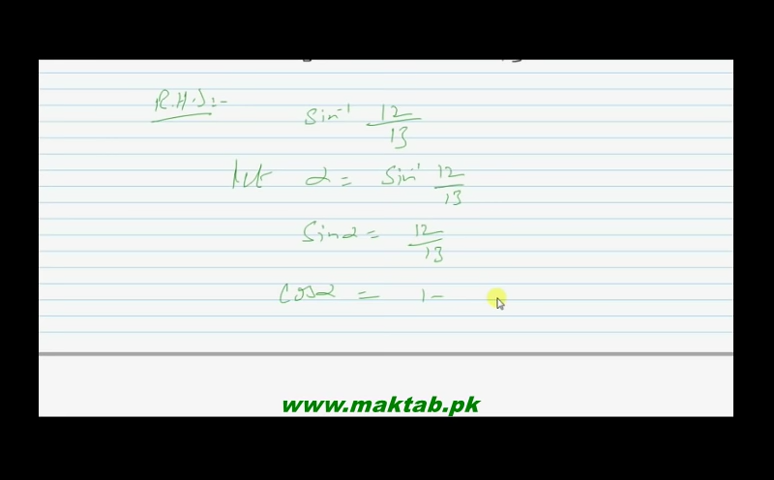 R.H.S:-
sin⁻¹ 12/13
Let α = Sin⁻¹ 12/13
Sinα = 12/13
Cosα = 1-
www.maktab.pk